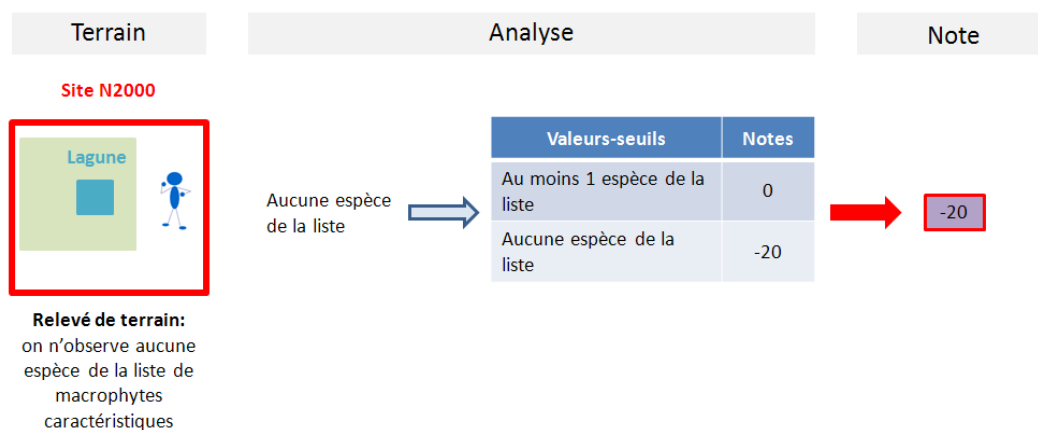 Terrain
Analyse
Note
Site N2000
Lagune
Aucune espèce
de la liste
Valeurs-seuils
Notes
Au moins 1 espèce de la
liste
0
Aucune espèce de la
liste
-20
-20
Relevé de terrain:
on n'observe aucune
espèce de la liste de
macrophytes
caractéristiques